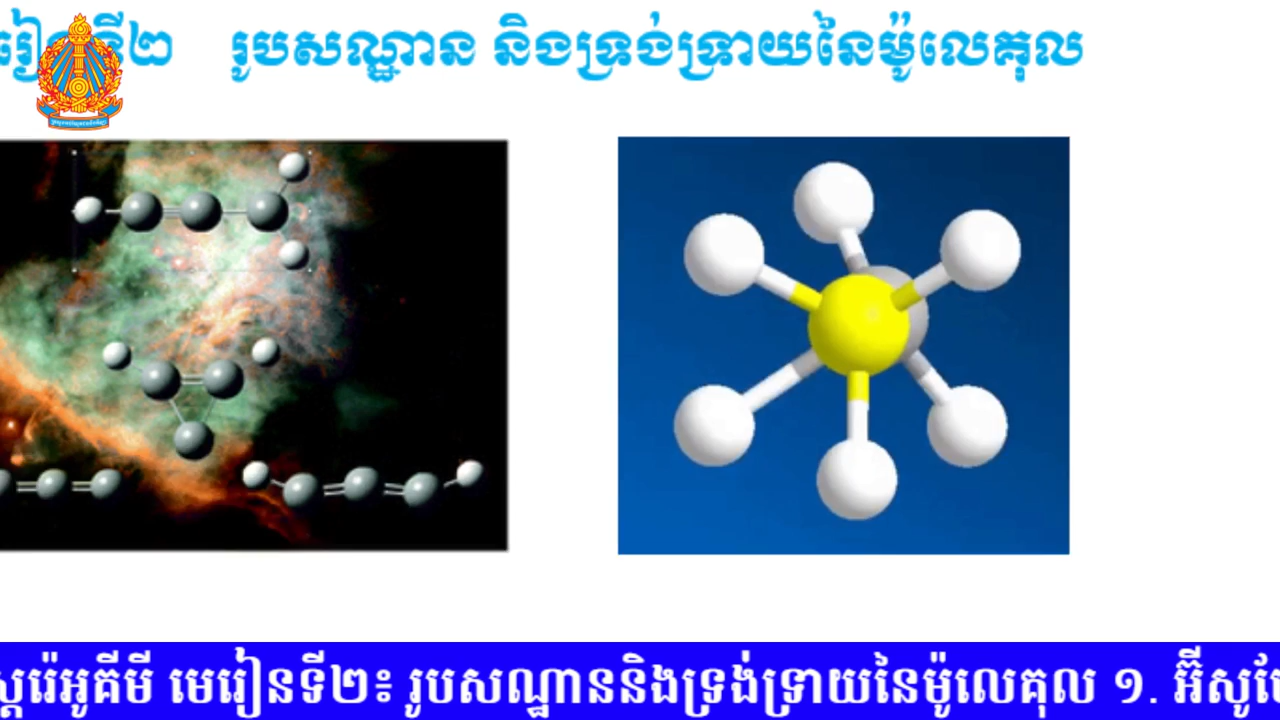 រៀនទី២ រូបសណ្ឋាន និងទ្រង់ទ្រាយនៃម៉ូលេគុល
ស្តេរ៉េអូគីមី មេរៀនទី២៖ រូបសណ្ឋាននិងទ្រង់ទ្រាយនៃម៉ូលេគុល ១.